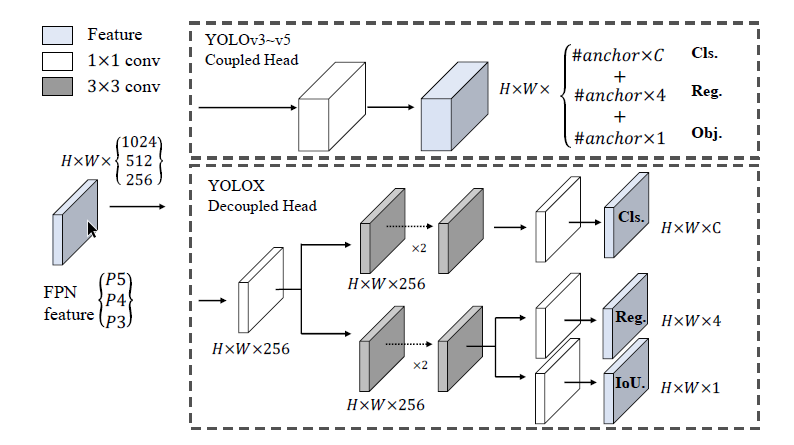 Feature
1×1 conv
3×3 conv
YOLOv3~v5
Coupled Head
H×W×
#anchor×C
Cls.
+
#anchor×4
Reg.
+
#anchor×1
Obj.
H×W×
1024
512
256
FPN
feature
P5
P4
P3
YOLOX
Decoupled Head
H×W×256
×2
H×W×256
Cls.
H×W×C
×2
H×W×256
Reg.
H×W×4
IoU.
H×W×1